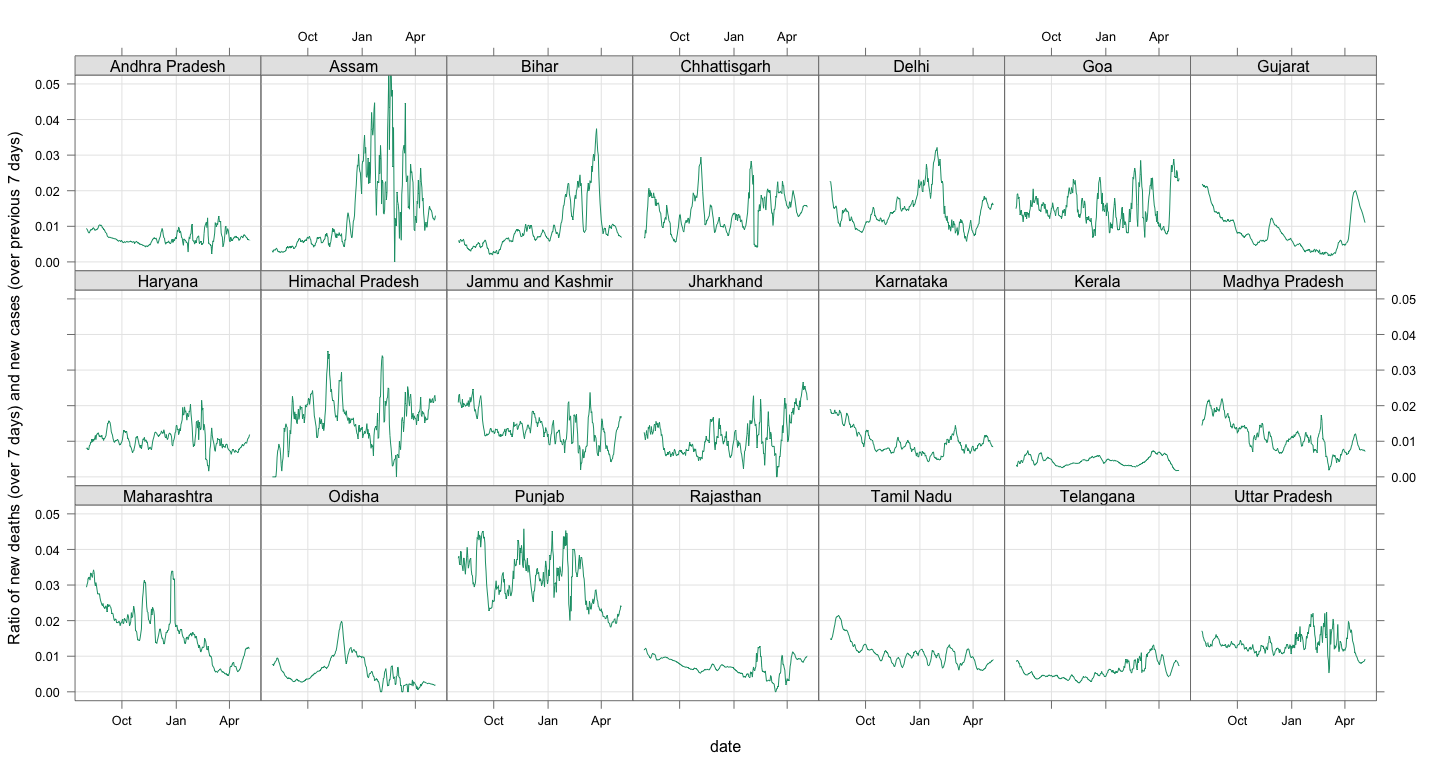 Oct Jan Apr Oct Jan Apr Oct Jan Apr
Andhra Pradesh Assam Bihar Chhattisgarh Delhi Goa Gujarat
0.05
0.04
0.03
0.02
0.01
0.00
Haryana Himachal Pradesh Jammu and Kashmir Jharkhand Karnataka Kerala Madhya Pradesh
0.05
0.04
0.03
0.02
0.01
0.00
Maharashtra Odisha Punjab Rajasthan Tamil Nadu Telangana Uttar Pradesh
0.05
0.04
0.03
0.02
0.01
0.00
Oct Jan Apr Oct Jan Apr Oct Jan Apr Oct Jan Apr
date
Ratio of new deaths (over 7 days) and new cases (over previous 7 days)